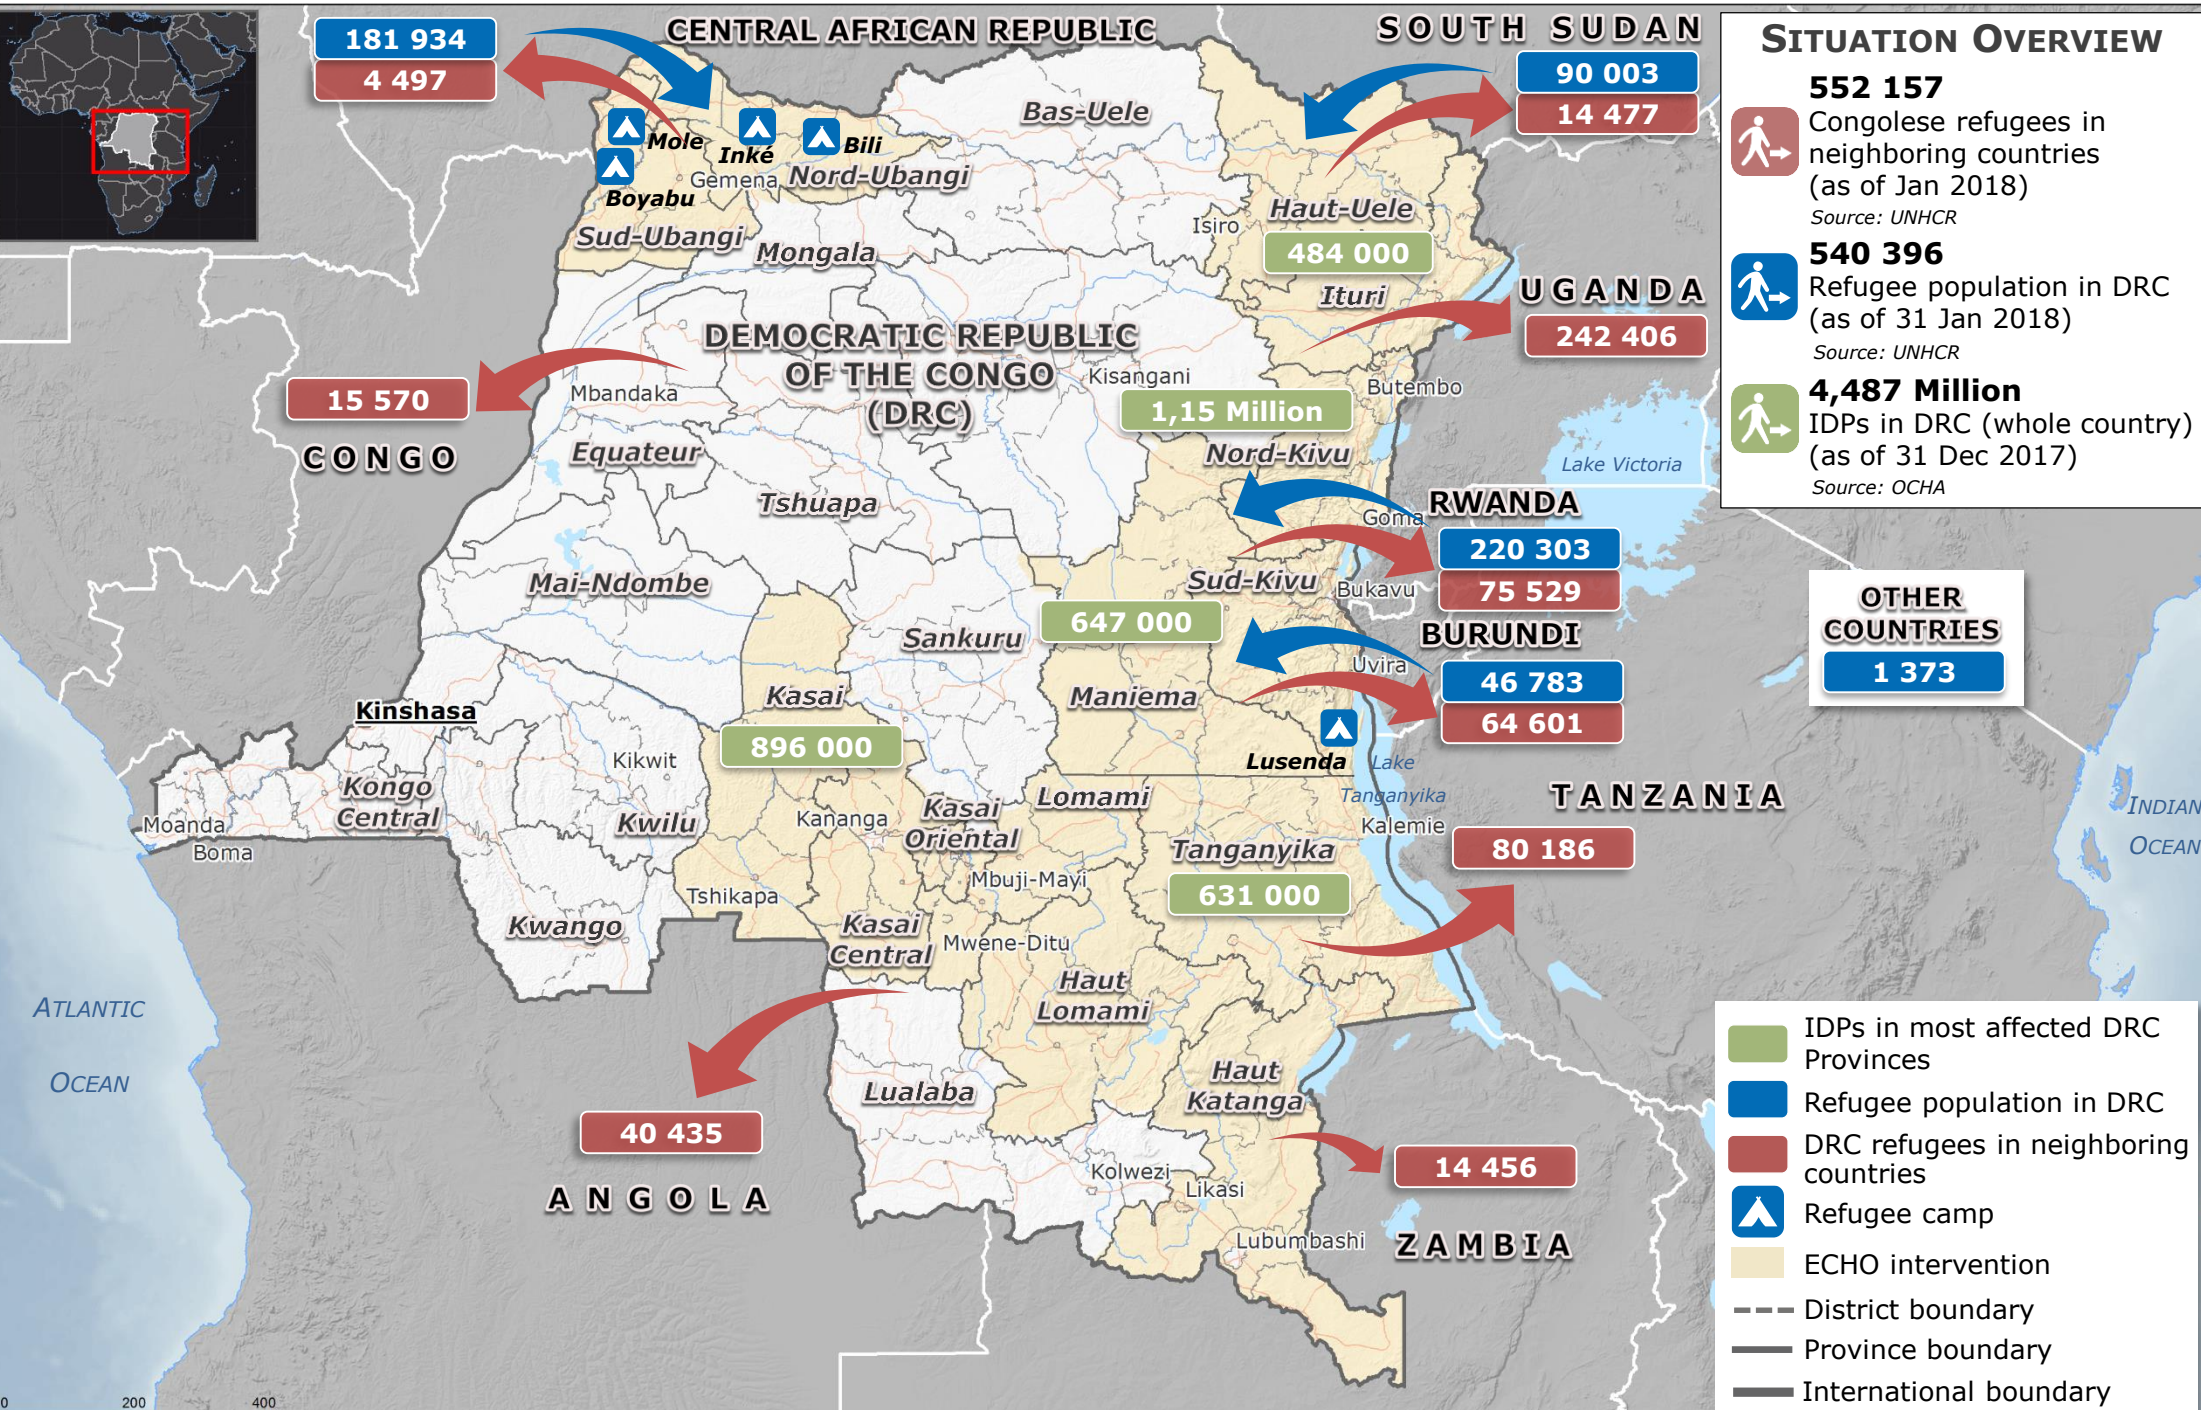 CENTRAL AFRICAN REPUBLIC
181 934
4 497
SOUTH SUDAN
90 003
14 477
SITUATION OVERVIEW
552 157
Congolese refugees in
neighboring countries
(as of Jan 2018)
Source: UNHCR
540 396
Refugee population in DRC
(as of 31 Jan 2018)
Source: UNHCR
4,487 Million
IDPs in DRC (whole country)
(as of 31 Dec 2017)
Source: OCHA
Mole
Inké
Bili
Boyabu
Gemena
Nord-Ubangi
Sud-Ubangi
Mongala
Bas-Uele
Isiro
Haut-Uele
484 000
Ituri
UGANDA
242 406
DEMOCRATIC REPUBLIC
OF THE CONGO
(DRC)
Kisangani
Butembo
15 570
CONGO
Mbandaka
1,15 Million
Equateur
Nord-Kivu
Lake Victoria
Tshuapa
Goma
RWANDA
220 303
75 529
Mai-Ndombe
Sud-Kivu
Bukavu
647 000
Sankuru
BURUNDI
46 783
64 601
Uvira
OTHER
COUNTRIES
1 373
Kasai
896 000
Maniema
Lusenda
Lake
Tanganyika
Kinshasa
Kikwit
Kongo
Central
Moanda
Boma
Kwilu
Kananga
Kasai
Oriental
Lomami
Kalemie
TANZANIA
80 186
INDIAN
OCEAN
Tanganyika
631 000
Mbuji-Mayi
Tshikapa
Kwango
Kasai
Central
Mwene-Ditu
Haut
Lomami
ATLANTIC
OCEAN
Lualaba
Haut
Katanga
40 435
ANGOLA
Kolwezi
Likasi
14 456
Lubumbashi
ZAMBIA
IDPs in most affected DRC
Provinces
Refugee population in DRC
DRC refugees in neighboring
countries
Refugee camp
ECHO intervention
District boundary
Province boundary
International boundary
0 200 400